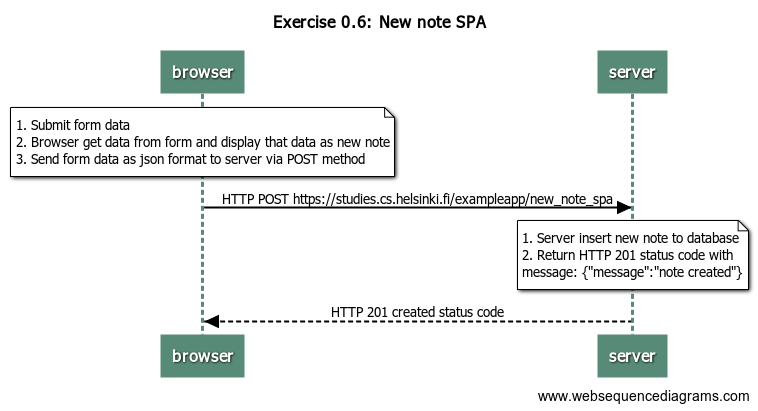 Exercise 0.6: New note SPA
browser
server
1. Submit form data
2. Browser get data from form and display that data as new note
3. Send form data as json format to server via POST method
HTTP POST https://studies.cs.helsinki.fi/exampleapp/new_note_spa
1. Server insert new note to database
2. Return HTTP 201 status code with
message: {"message":"note created"}
HTTP 201 created status code
browser
server
www.websequencediagrams.com